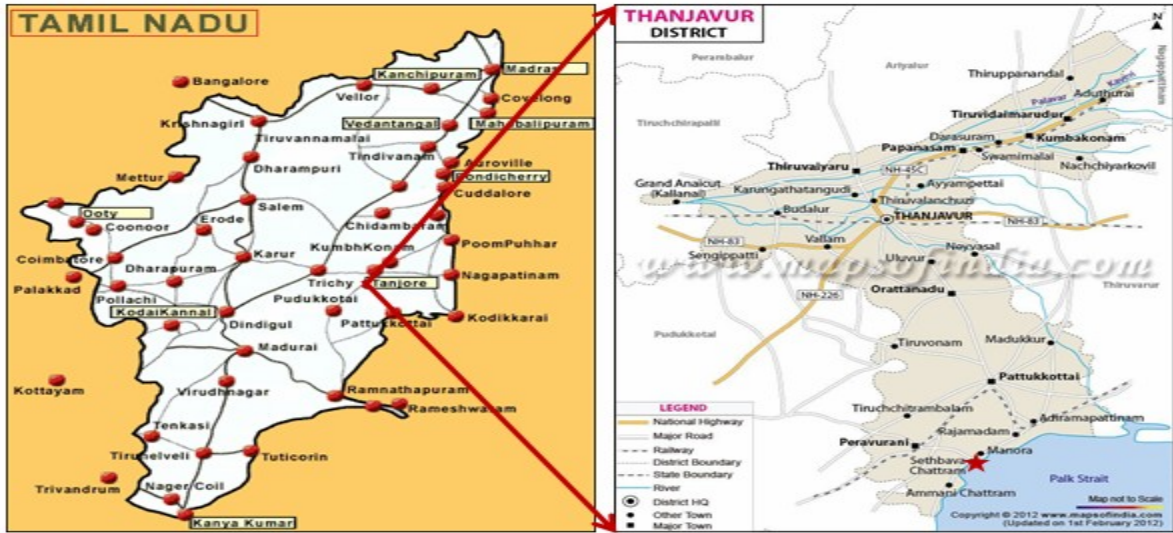 TAMIL NADU
Bangalore
Kanchipuram
Madras
Vellor
Covelong
Krishnagiri
Vedantangal
Mahabalipuram
Tiruvannamalai
Tindivanam
Auroville
Dharampuri
Pondicherry
Mettur
Cuddalore
Ooty
Salem
Erode
Chidambaram
Coonoor
KumbhKonam
PoomPuhhar
Coimbatore
Karur
Dharapuram
Nagapatinam
Palakkad
Trichy
Tanjore
Pollachi
Pudukkotai
KodaiKannal
Dindigul
Pattukkottai
Kodikkarai
Madurai
Kottayam
Virudhnagar
Ramnathapuram
Rameshwaram
Tenkasi
Tirunelveli
Tuticorin
Trivandrum
Nager Coil
Kanya Kumar
THANJAVUR
DISTRICT
N
Perambalur
Ariyalur
Nagapattinam
Thiruppanandal
Kaveri
Palavar
Aduthurai
Tiruchchirapalli
Tiruvidaimarudur
Darasuram
Kumbakonam
Papanasam
Swamimalai
Thiruvaiyaru
Nachchiyarkovil
NH-45C
Grand Anaicut
(Kallanai)
Karungathatangudi
Ayyampettai
Thiruvalanchuzi
Budalur
THANJAVUR
NH-83
NH-83
Vallam
Sengippatti
Neyvasal
Uluvur
www.mapsofindia.com
Thiruvarur
Orattanadu
NH-226
Pudukkotai
Tiruvonam
Madukkur
Pattukkottai
LEGEND
National Highway
Major Road
Railway
District Boundary
State Boundary
River
District HQ
Other Town
Major Town
Tiruchchitrambalam
Adiramapattinam
Rajamadam
Peravurani
Manora
Sethbava
Chattram
Ammani Chattram
Palk Strait
Map not to Scale
Copyright © 2012 www.mapsofindia.com
(Updated on 1st February 2012)